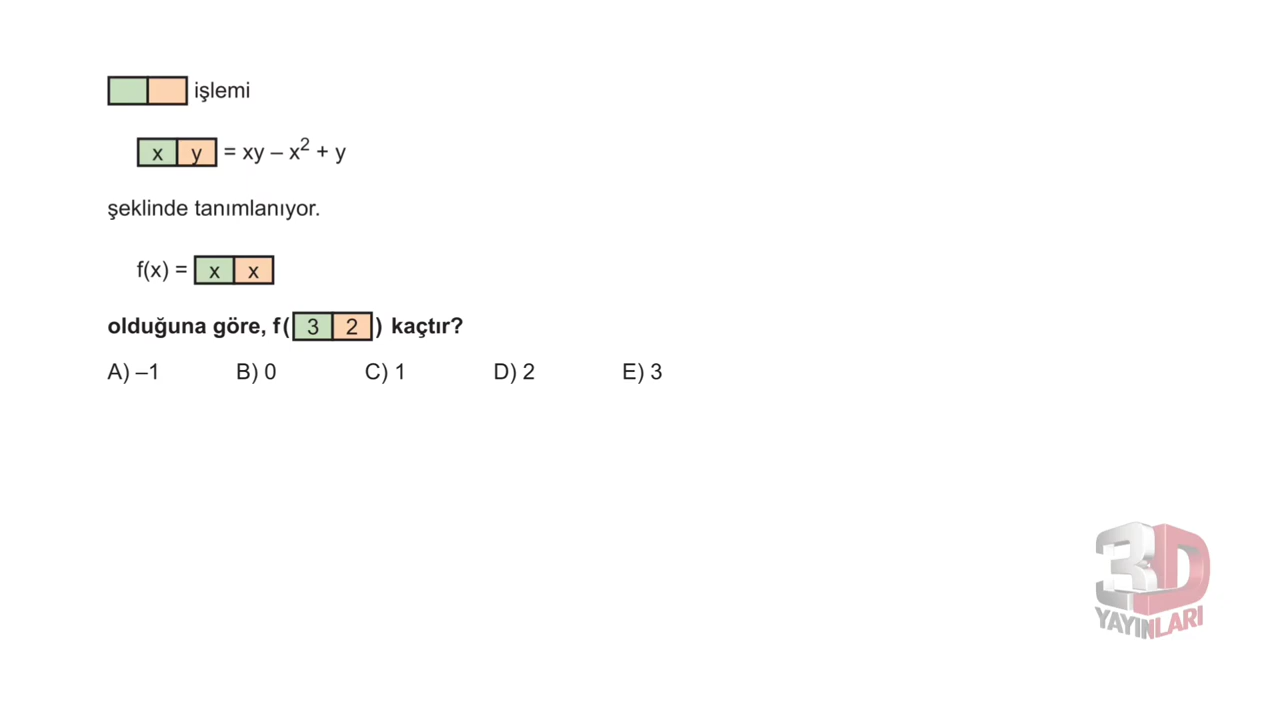 işlemi
x y = xy – x² + y
şeklinde tanımlanıyor.
f(x) = x x
olduğuna göre, f( 3 2 ) kaçtır?
A) –1 B) 0 C) 1 D) 2 E) 3
3D
YAYINLARI